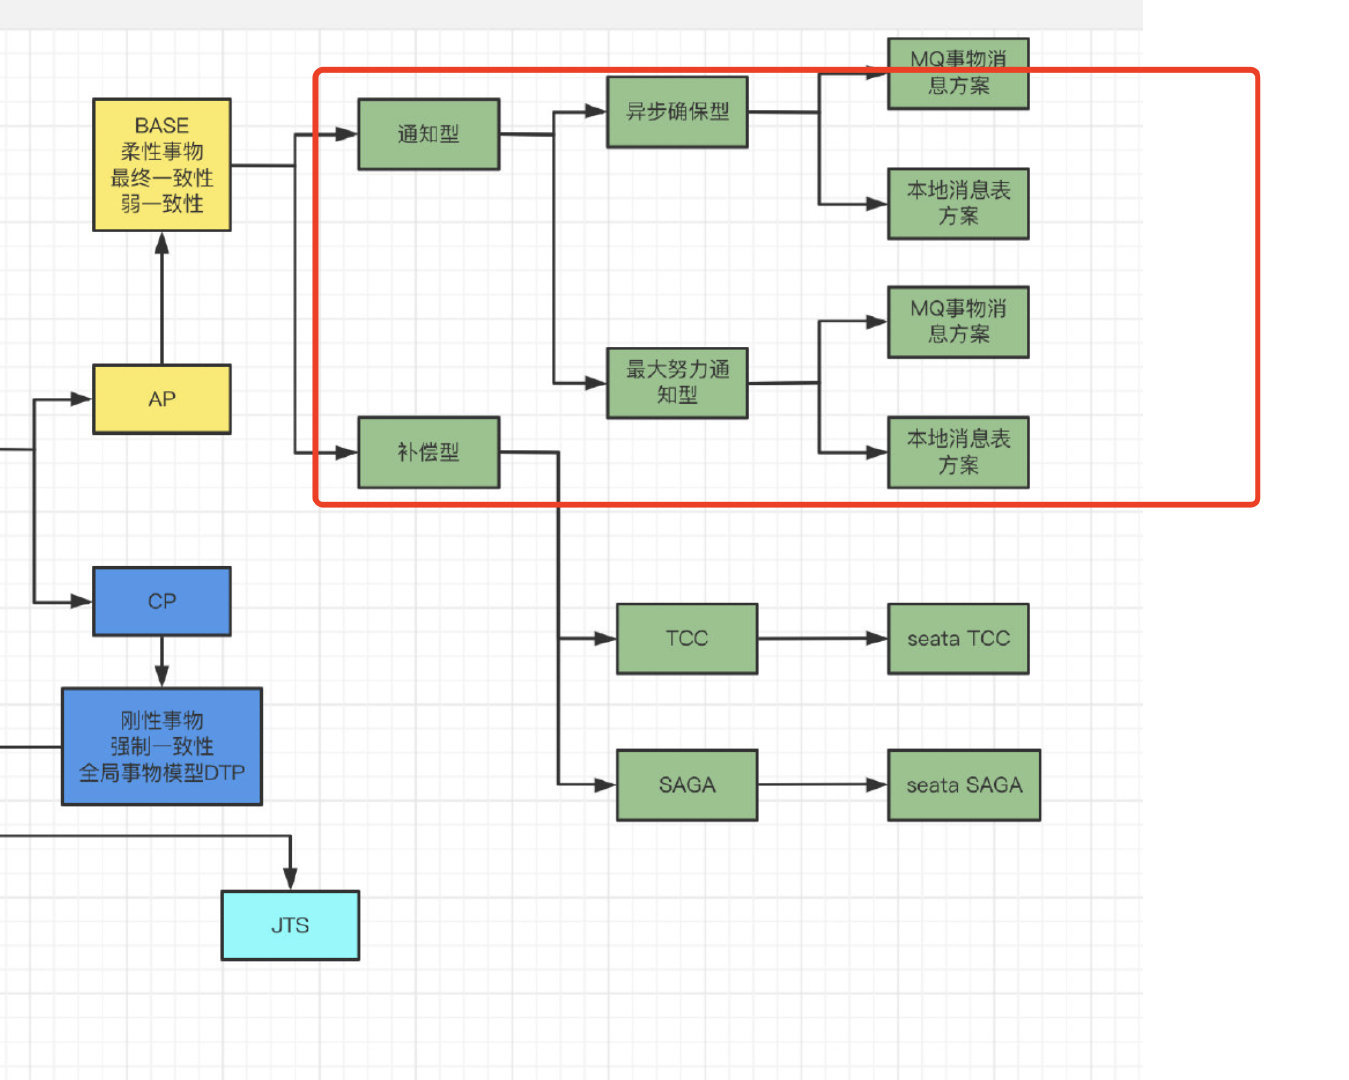 MQ事物消
息方案
BASE
柔性事物
最终一致性
弱一致性
通知型
异步确保型
本地消息表
方案
MQ事物消
息方案
最大努力通
知型
AP
补偿型
本地消息表
方案
CP
TCC
seata TCC
刚性事物
强制一致性
全局事物模型DTP
SAGA
seata SAGA
JTS